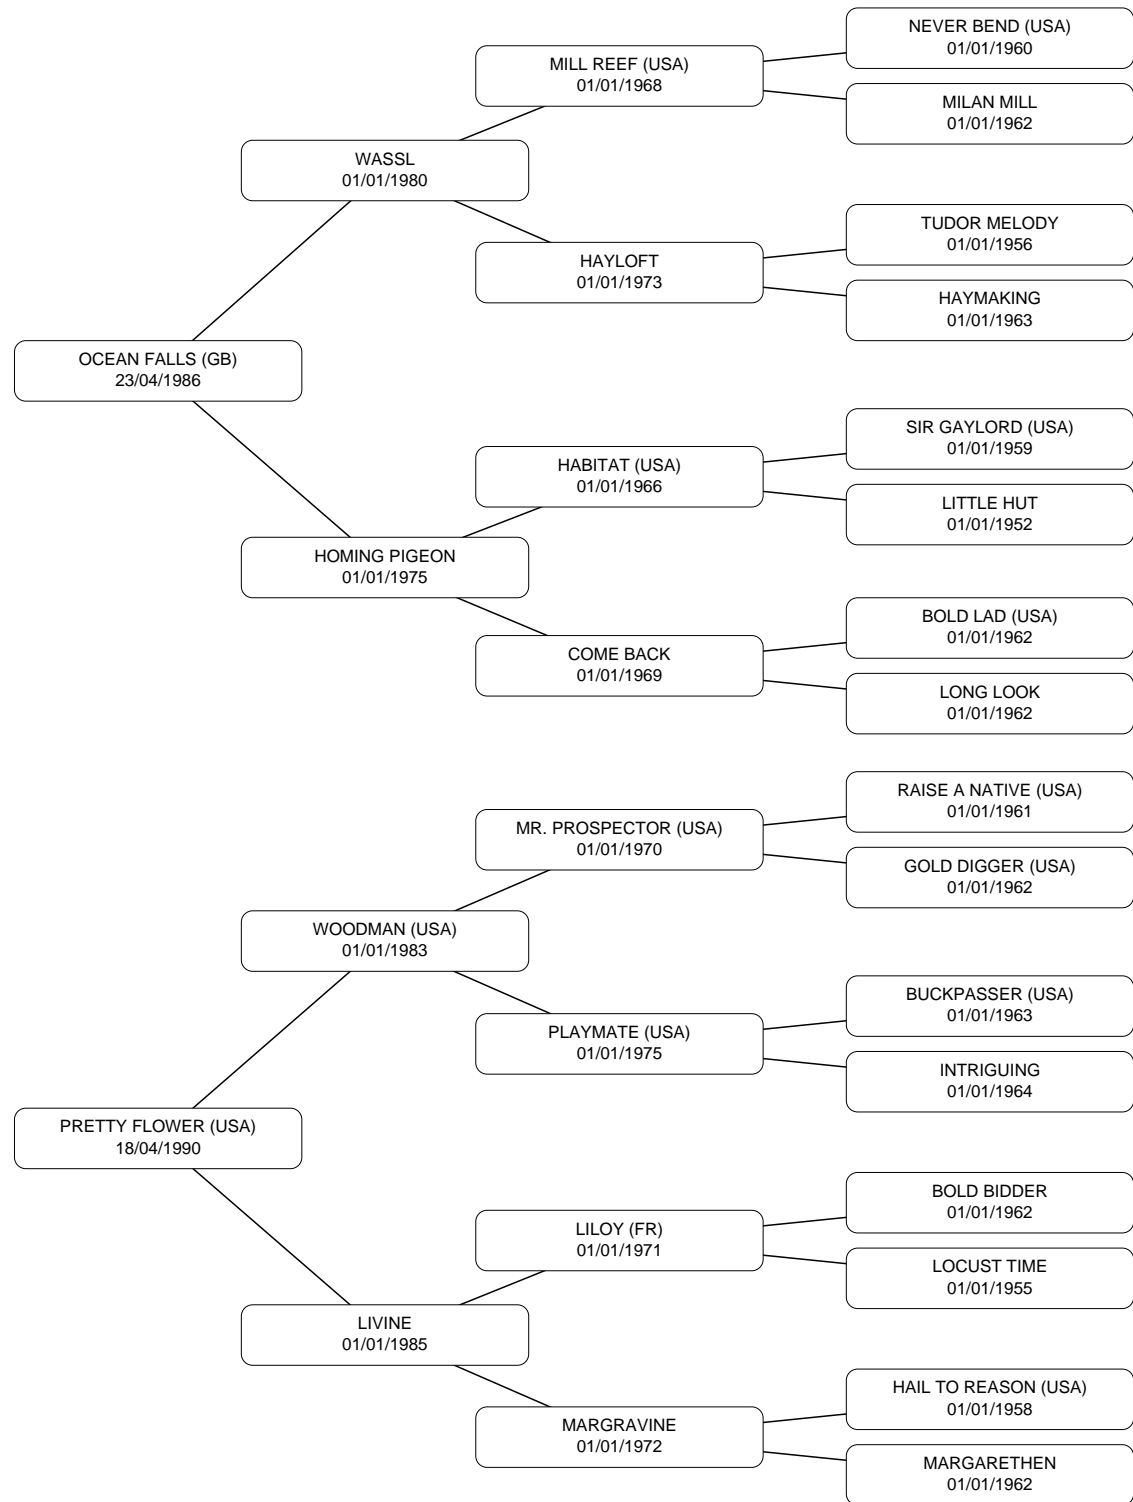 NEVER BEND (USA)
01/01/1960
MILL REEF (USA)
01/01/1968
MILAN MILL
01/01/1962
WASSL
01/01/1980
TUDOR MELODY
01/01/1956
HAYLOFT
01/01/1973
HAYMAKING
01/01/1963
OCEAN FALLS (GB)
23/04/1986
SIR GAYLORD (USA)
01/01/1959
HABITAT (USA)
01/01/1966
LITTLE HUT
01/01/1952
HOMING PIGEON
01/01/1975
BOLD LAD (USA)
01/01/1962
COME BACK
01/01/1969
LONG LOOK
01/01/1962
RAISE A NATIVE (USA)
01/01/1961
MR. PROSPECTOR (USA)
01/01/1970
GOLD DIGGER (USA)
01/01/1962
WOODMAN (USA)
01/01/1983
BUCKPASSER (USA)
01/01/1963
PLAYMATE (USA)
01/01/1975
INTRIGUING
01/01/1964
PRETTY FLOWER (USA)
18/04/1990
BOLD BIDDER
01/01/1962
LILOY (FR)
01/01/1971
LOCUST TIME
01/01/1955
LIVINE
01/01/1985
HAIL TO REASON (USA)
01/01/1958
MARGRAVINE
01/01/1972
MARGARETHEN
01/01/1962